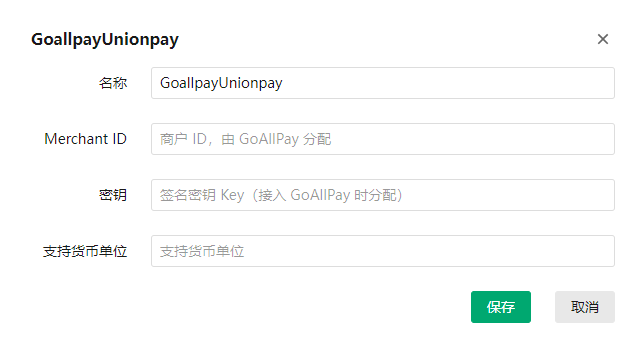 GoallpayUnionpay
名称
GoallpayUnionpay
Merchant ID
商户 ID，由 GoAllPay 分配
密钥
签名密钥 Key（接入 GoAllPay 时分配）
支持货币单位
支持货币单位
保存
取消